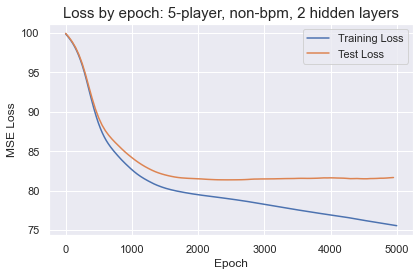 Loss by epoch: 5-player, non-bpm, 2 hidden layers
Training Loss
Test Loss
100
95
90
85
80
75
MSE Loss
0 1000 2000 3000 4000 5000
Epoch